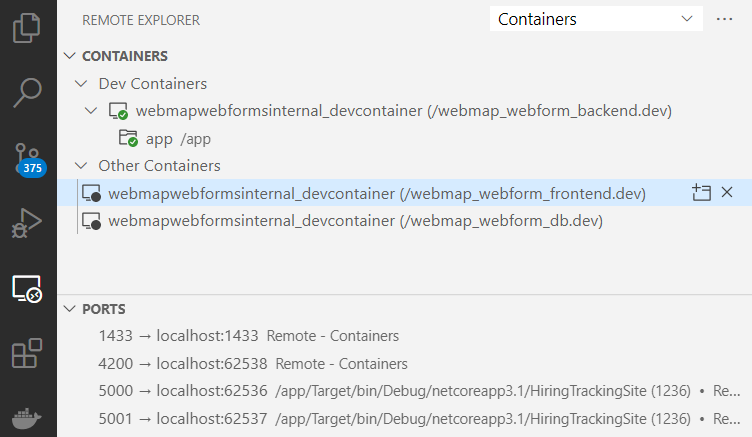 REMOTE EXPLORER
Containers
CONTAINERS
Dev Containers
webmapwebformsinternal_devcontainer (/webmap_webform_backend.dev)
app /app
375
Other Containers
webmapwebformsinternal_devcontainer (/webmap_webform_frontend.dev)
webmapwebformsinternal_devcontainer (/webmap_webform_db.dev)
PORTS
1433 → localhost:1433 Remote - Containers
4200 → localhost:62538 Remote - Containers
5000 → localhost:62536 /app/Target/bin/Debug/netcoreapp3.1/HiringTrackingSite (1236) • Re...
5001 → localhost:62537 /app/Target/bin/Debug/netcoreapp3.1/HiringTrackingSite (1236) • Re...